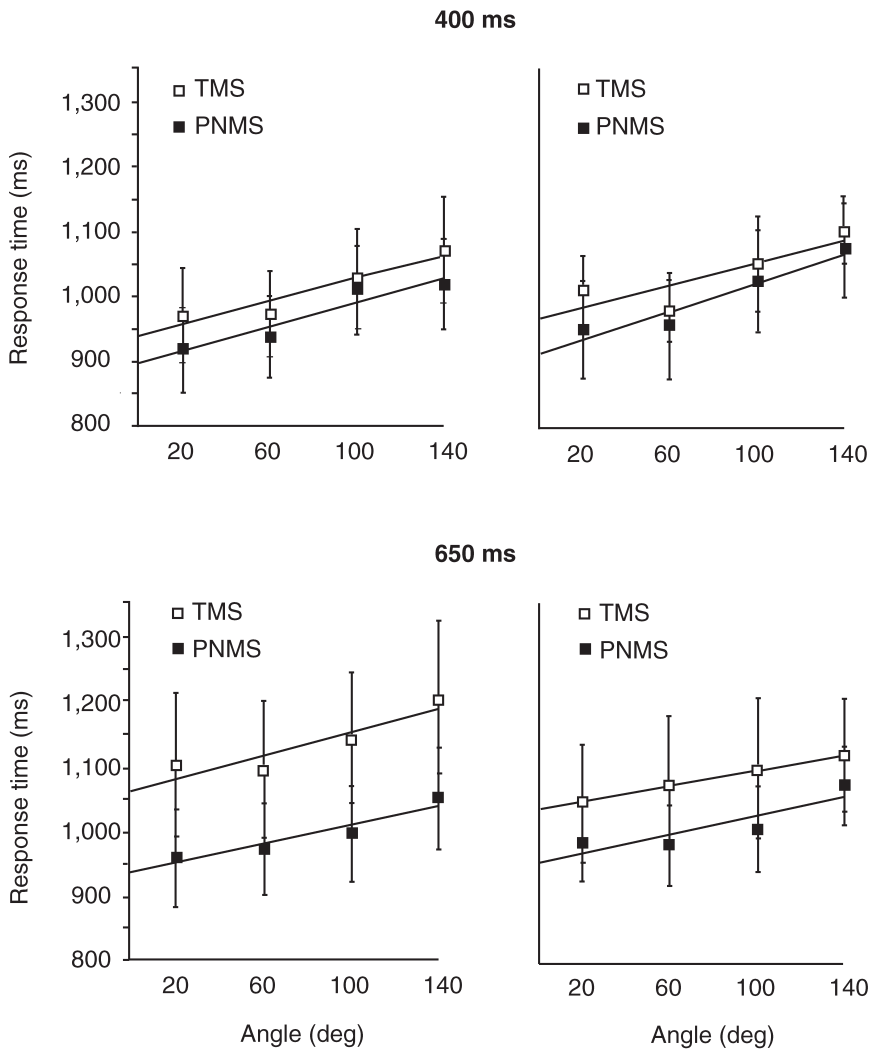 400 ms
Response time (ms)
1,300
1,200
1,100
1,000
900
800
TMS
PNMS
20 60 100 140
TMS
PNMS
20 60 100 140
650 ms
Response time (ms)
1,300
1,200
1,100
1,000
900
800
TMS
PNMS
20 60 100 140
Angle (deg)
TMS
PNMS
20 60 100 140
Angle (deg)